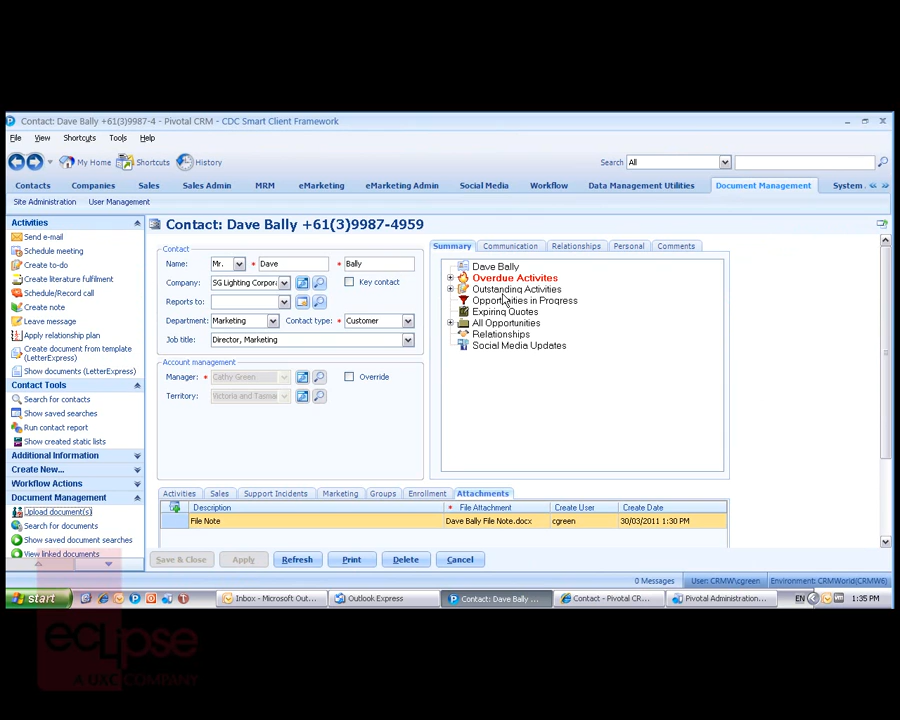 Contact: Dave Bally +61(3)9987-4 - Pivotal CRM - CDC Smart Client Framework
File View Shortcuts Tools Help
My Home Shortcuts History Search All
Contacts Companies Sales Sales Admin MRM eMarketing eMarketing Admin Social Media Workflow Data Management Utilities Document Management System
Site Administration User Management
Activities
Send e-mail
Schedule meeting
Create to-do
Create literature fulfilment
Schedule/Record call
Create note
Leave message
Apply relationship plan
Create document from template
(LetterExpress)
Show documents (LetterExpress)
Contact Tools
Search for contacts
Show saved searches
Run contact report
Show created static lists
Additional Information
Create New...
Workflow Actions
Document Management
Upload document(s)
Search for documents
Show saved document searches
View linked documents
Contact: Dave Bally +61(3)9987-4959
Contact
Name: Mr. * Dave * Bally
Company: SG Lighting Corpor Key contact
Reports to:
Department: Marketing Contact type: Customer
Job title: Director, Marketing
Account management
Manager: * Cathy Green Override
Territory: Victoria and Tasma
Summary Communication Relationships Personal Comments
Dave Bally
Overdue Activites
Outstanding Activities
Opportunities in Progress
Expiring Quotes
All Opportunities
Relationships
Social Media Updates
Activities Sales Support Incidents Marketing Groups Enrollment Attachments
Description * File Attachment Create User Create Date
File Note Dave Bally File Note.docx cgreen 30/03/2011 1:30 PM
Save & Close Apply Refresh Print Delete Cancel
0 Messages User: CRMW\cgreen Environment: CRMWorld(CRMW6)
start Inbox - Microsoft Out... Outlook Express Contact: Dave Bally ... Contact - Pivotal CR... Pivotal Administration... EN 1:35 PM
eclipse
A UXC COMPANY